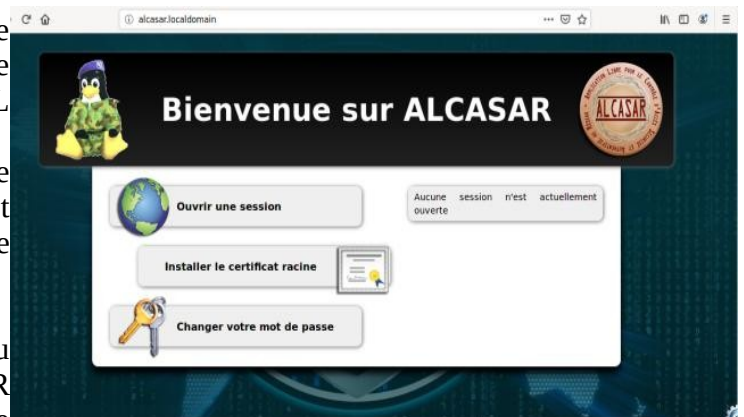 alcasar.localdomain
Bienvenue sur ALCASAR
ALCASAR
Ouvrir une session
Aucune session n'est actuellement
ouverte
Installer le certificat racine
Changer votre mot de passe